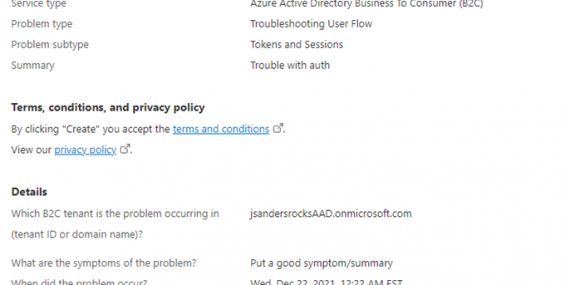 Service type Azure Active Directory Business To Consumer (B2C)
Problem type Troubleshooting User Flow
Problem subtype Tokens and Sessions
Summary Trouble with auth
Terms, conditions, and privacy policy
By clicking "Create" you accept the terms and conditions.
View our privacy policy.
Details
Which B2C tenant is the problem occurring in jsandersrocksAAD.onmicrosoft.com
(tenant ID or domain name)?
What are the symptoms of the problem? Put a good symptom/summary
When did the problem occur? Wed, Dec 22, 2021, 12:22 AM EST